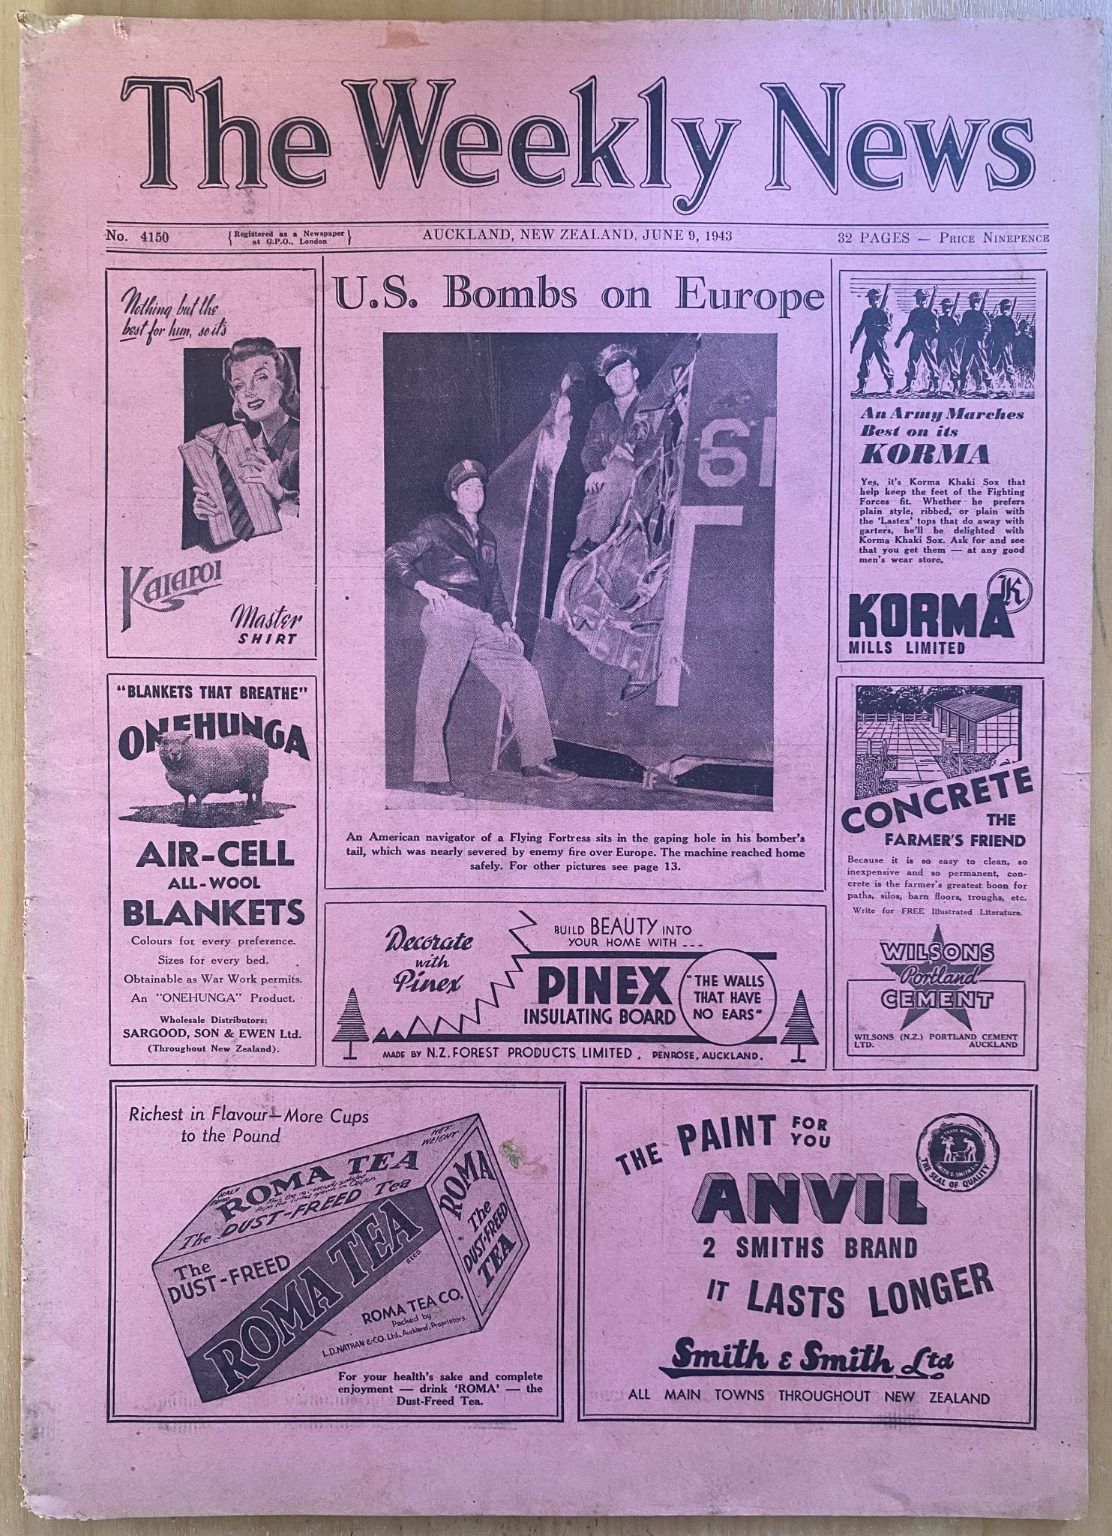 The Weekly News
No. 4150
{Registered as a Newspaper
at G.P.O., London}
AUCKLAND, NEW ZEALAND, JUNE 9, 1943
32 PAGES — PRICE NINEPENCE
Nothing but the
best for him, so it's
KAIAPOI
Master
SHIRT
"BLANKETS THAT BREATHE"
ONEHUNGA
AIR-CELL
ALL-WOOL
BLANKETS
Colours for every preference.
Sizes for every bed.
Obtainable as War Work permits.
An "ONEHUNGA" Product.
Wholesale Distributors:
SARGOOD, SON & EWEN Ltd.
(Throughout New Zealand).
U.S. Bombs on Europe
61
An American navigator of a Flying Fortress sits in the gaping hole in his bomber's
tail, which was nearly severed by enemy fire over Europe. The machine reached home
safely. For other pictures see page 13.
Decorate
with
Pinex
BUILD BEAUTY INTO
YOUR HOME WITH ---
PINEX
INSULATING BOARD
"THE WALLS
THAT HAVE
NO EARS"
MADE BY N.Z. FOREST PRODUCTS LIMITED, PENROSE, AUCKLAND.
An Army Marches
Best on its
KORMA
Yes, it's Korma Khaki Sox that
help keep the feet of the Fighting
Forces fit. Whether he prefers
plain style, ribbed, or plain with
the 'Lastex' tops that do away with
garters, he'll be delighted with
Korma Khaki Sox. Ask for and see
that you get them — at any good
men's wear store.
K
KORMA
MILLS LIMITED
CONCRETE
THE
FARMER'S FRIEND
Because it is so easy to clean, so
inexpensive and so permanent, con-
crete is the farmer's greatest boon for
paths, silos, barn floors, troughs, etc.
Write for FREE Illustrated Literature.
WILSONS
Portland
CEMENT
WILSONS (N.Z.) PORTLAND CEMENT
LTD. AUCKLAND
Richest in Flavour—More Cups
to the Pound
NET
WEIGHT
HALF
ROMA TEA
The DUST-FREED Tea
The
DUST-FREED
ROMA TEA
REGD
ROMA TEA CO.
Packed by
L.D. NATHAN & CO. Ltd., Auckland, Proprietors.
ROMA
The
DUST-FREED
TEA
For your health's sake and complete
enjoyment — drink 'ROMA' — the
Dust-Freed Tea.
THE PAINT FOR
YOU
SMITH & SMITH LTD
THE SEAL OF QUALITY
ANVIL
2 SMITHS BRAND
IT LASTS LONGER
Smith & Smith Ltd
ALL MAIN TOWNS THROUGHOUT NEW ZEALAND